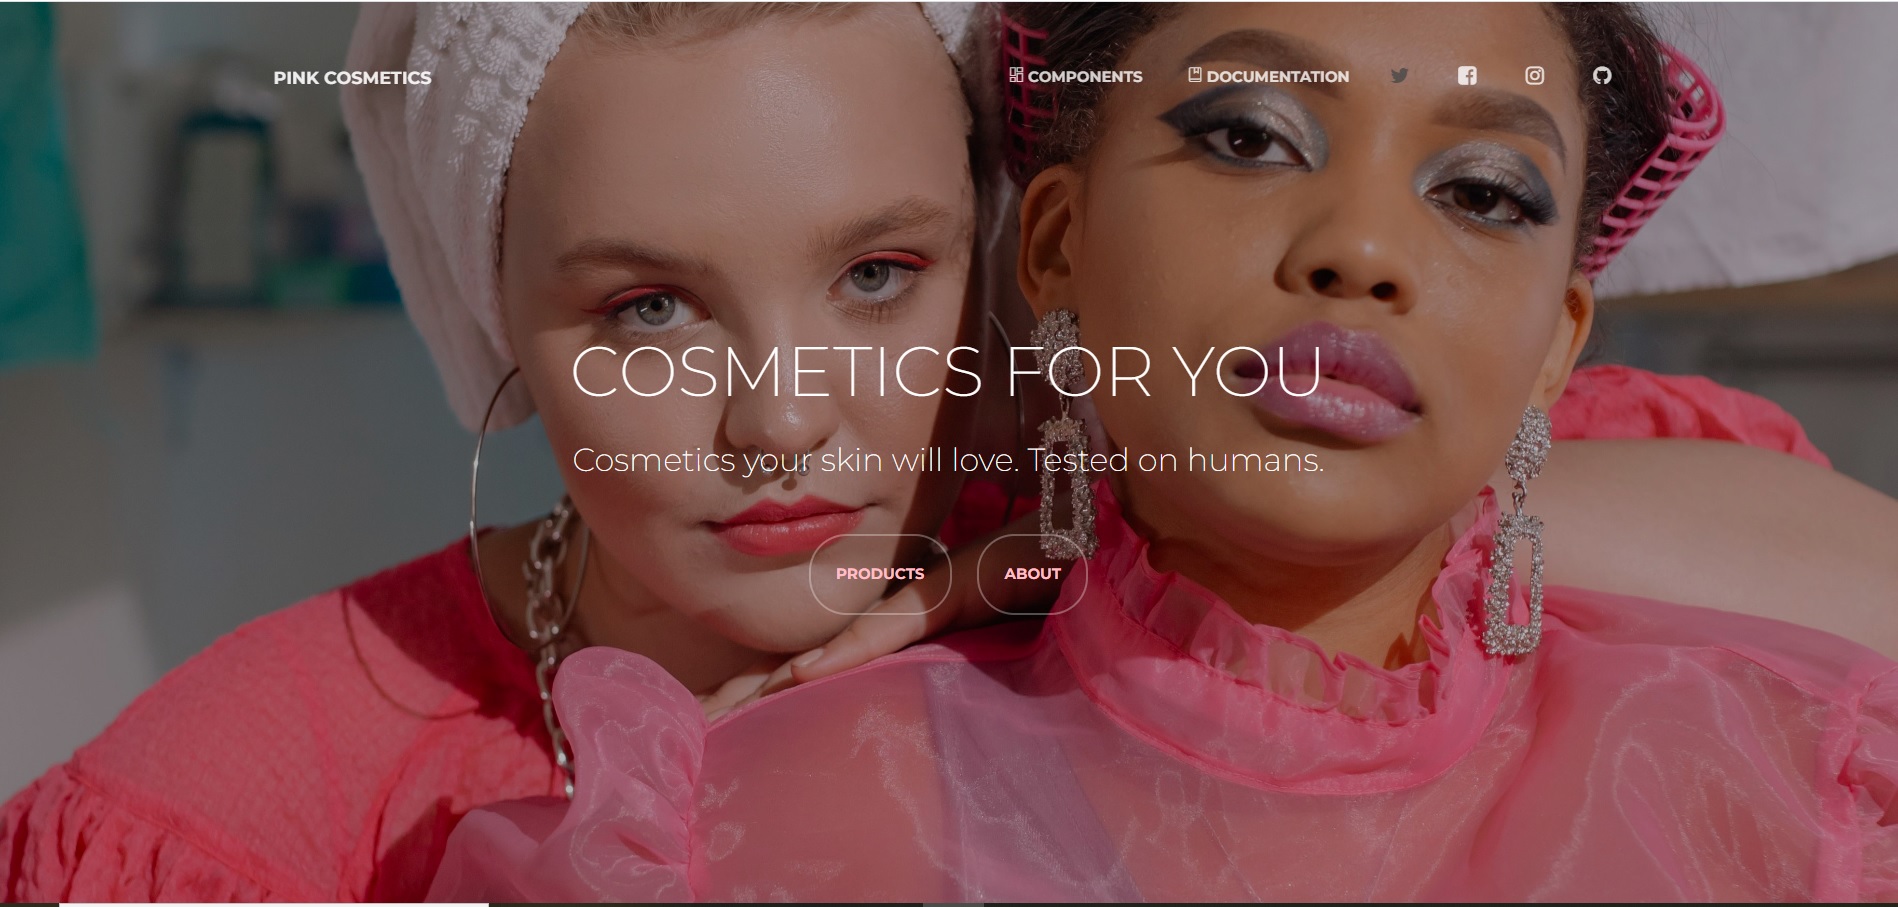 PINK COSMETICS
COMPONENTS
DOCUMENTATION
COSMETICS FOR YOU
Cosmetics your skin will love. Tested on humans.
PRODUCTS
ABOUT